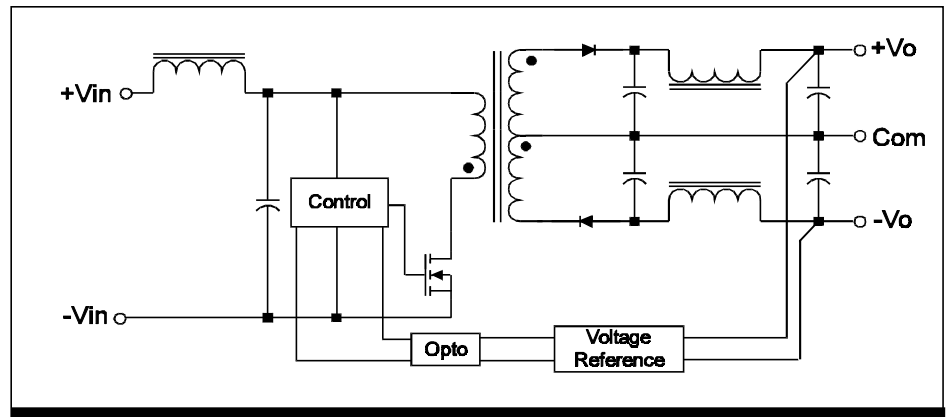 +Vin
-Vin
Control
Opto
Voltage
Reference
+Vo
Com
-Vo